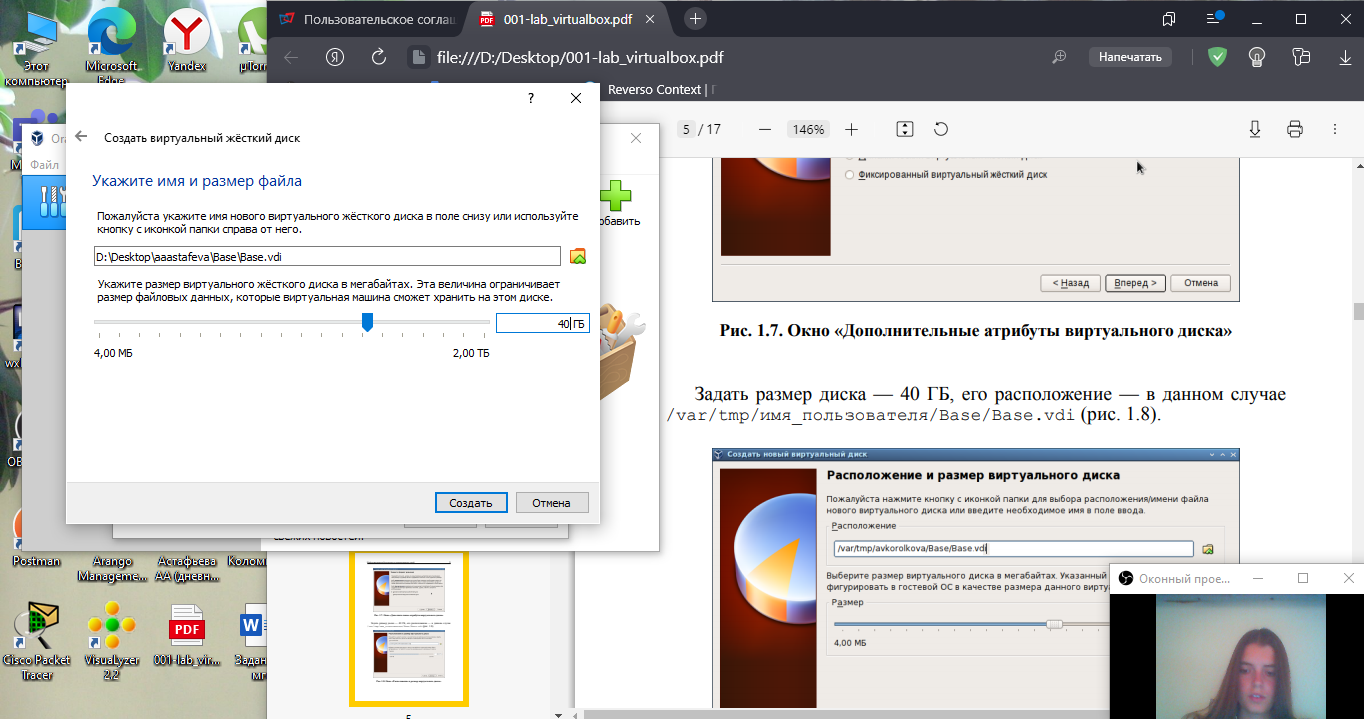 Этот
компьютер
Microsoft
Edge
Yandex
µTor
Пользовательское соглаш
001-lab_virtualbox.pdf
file:///D:/Desktop/001-lab_virtualbox.pdf
Напечатать
Reverso Context |
Файл
обавить
?
Создать виртуальный жёсткий диск
Укажите имя и размер файла
Пожалуйста укажите имя нового виртуального жёсткого диска в поле снизу или используйте
кнопку с иконкой папки справа от него.
D:\Desktop\aaastafeva\Base\Base.vdi
Укажите размер виртуального жёсткого диска в мегабайтах. Эта величина ограничивает
размер файловых данных, которые виртуальная машина сможет хранить на этом диске.
40 ГБ
4,00 МБ
2,00 ТБ
Создать
Отмена
5 / 17
146%
Фиксированный виртуальный жёсткий диск
< Назад
Вперед >
Отмена
Рис. 1.7. Окно «Дополнительные атрибуты виртуального диска»
Задать размер диска — 40 ГБ, его расположение — в данном случае
/var/tmp/имя_пользователя/Base/Base.vdi (рис. 1.8).
Создать новый виртуальный диск
Расположение и размер виртуального диска
Пожалуйста нажмите кнопку с иконкой папки для выбора расположения/имени файла
нового виртуального диска или введите необходимое имя в поле ввода.
Расположение
/var/tmp/avkorolkova/Base/Base.vdi
Выберите размер виртуального диска в мегабайтах. Указанный
фигурировать в гостевой ОС в качестве размера данного вирту
Размер
4,00 МБ
Оконный прое...
Postman
Arango
Manageme...
Астафьева
АА (дневн...
Колом
Cisco Packet
Tracer
VisuaLyzer
2.2
PDF
001-lab_vir...
Задан
5